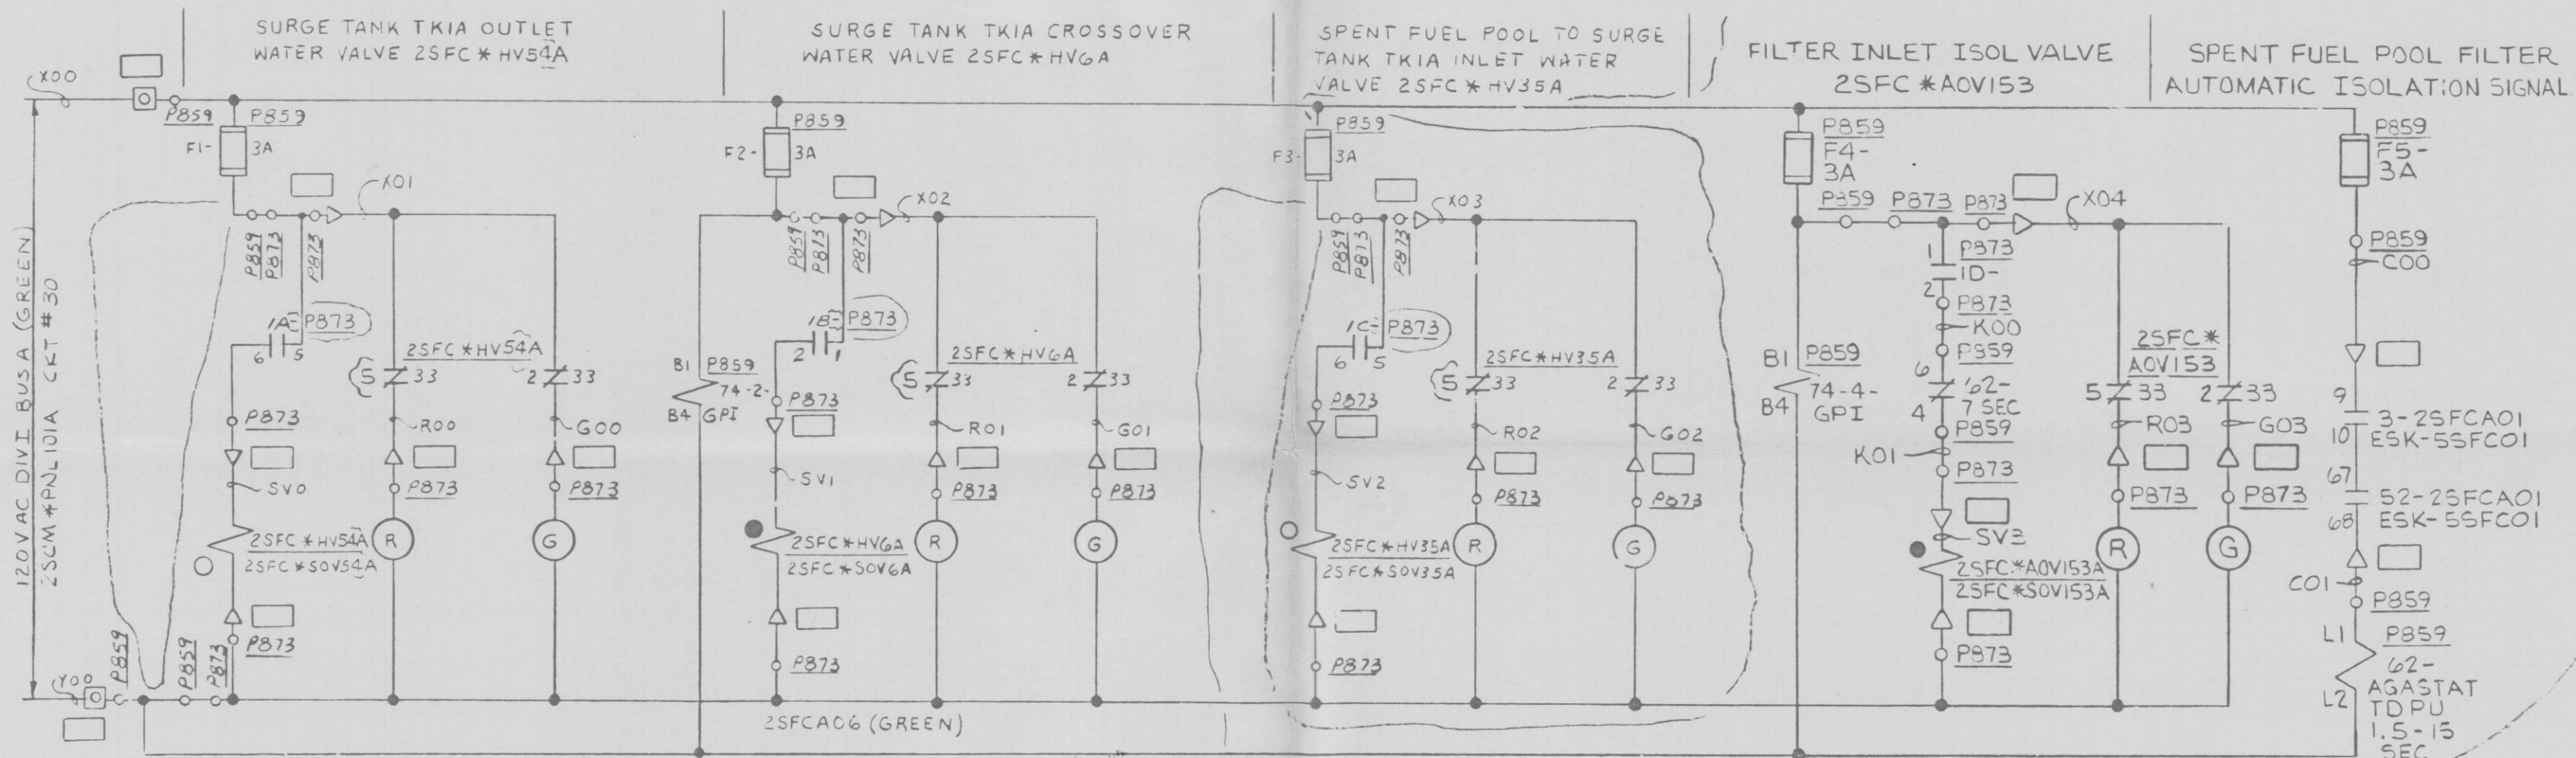 SURGE TANK TK1A OUTLET
WATER VALVE 2SFC*HV54A
SURGE TANK TK1A CROSSOVER
WATER VALVE 2SFC*HV6A
SPENT FUEL POOL TO SURGE
TANK TK1A INLET WATER
VALVE 2SFC*HV35A
FILTER INLET ISOL VALVE
2SFC*AOV153
SPENT FUEL POOL FILTER
AUTOMATIC ISOLATION SIGNAL
120VAC DIV I BUS A (GREEN)
2SCM*PNL101A CKT #30
X00
P859
P859
F1-
3A
X01
P859
P873
P873
1A-
P873
6
5
2SFC*HV54A
5
33
2
33
P873
R00
G00
SV0
P873
P873
2SFC*HV54A
2SFC*SOV54A
R
G
P873
Y00
P859
P859
P873
P859
F2-
3A
X02
P859
P873
P873
1B-
P873
2
1
B1
P859
74-2-
B4
GPI
2SFC*HV6A
5
33
2
33
P873
R01
G01
SV1
P873
P873
2SFC*HV6A
2SFC*SOV6A
R
G
P873
2SFCA06 (GREEN)
P859
F3-
3A
X03
P859
P873
P873
1C-
P873
6
5
2SFC*HV35A
5
33
2
33
P873
R02
G02
SV2
P873
P873
2SFC*HV35A
2SFC*SOV35A
R
G
P873
P859
F4-
3A
P859
P873
P873
X04
1
P873
1D-
2
P873
K00
P859
6
62-
7 SEC
4
P859
K01
P873
B1
P859
74-4-
B4
GPI
2SFC*
AOV153
5
33
2
33
R03
G03
P873
P873
SV3
2SFC*AOV153A
2SFC*SOV153A
R
G
P873
P859
F5-
3A
P859
C00
9
3-2SFCA01
10
ESK-5SFC01
67
52-2SFCA01
68
ESK-5SFC01
C01
P859
L1
P859
62-
AGASTAT
L2
TDPU
1.5-15
SEC